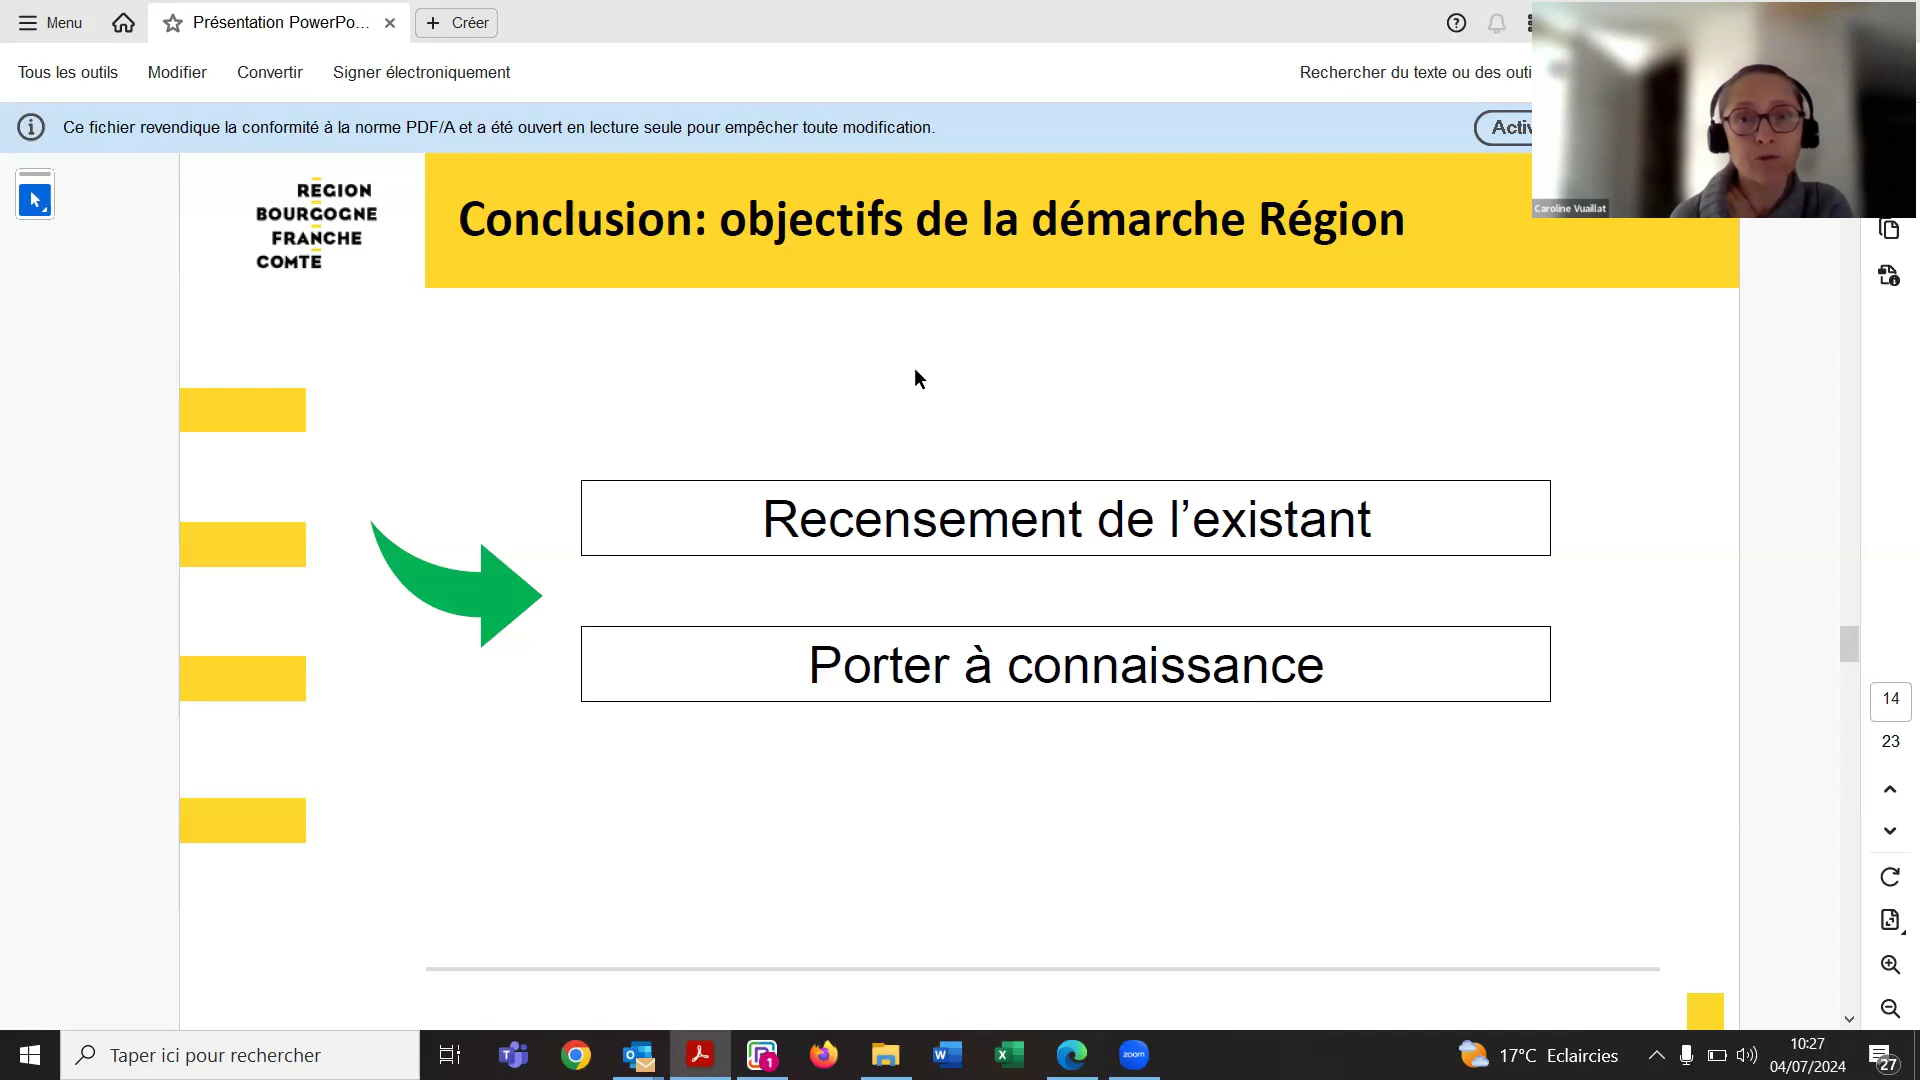 Menu
Présentation PowerPo...
Créer
Tous les outils
Modifier
Convertir
Signer électroniquement
Rechercher du texte ou des outi
Ce fichier revendique la conformité à la norme PDF/A et a été ouvert en lecture seule pour empêcher toute modification.
Activ
Caroline Vuaillat
REGION
BOURGOGNE
FRANCHE
COMTE
Conclusion: objectifs de la démarche Région
Recensement de l’existant
Porter à connaissance
14
23
Taper ici pour rechercher
zoom
1
17°C Eclaircies
10:27
04/07/2024
27